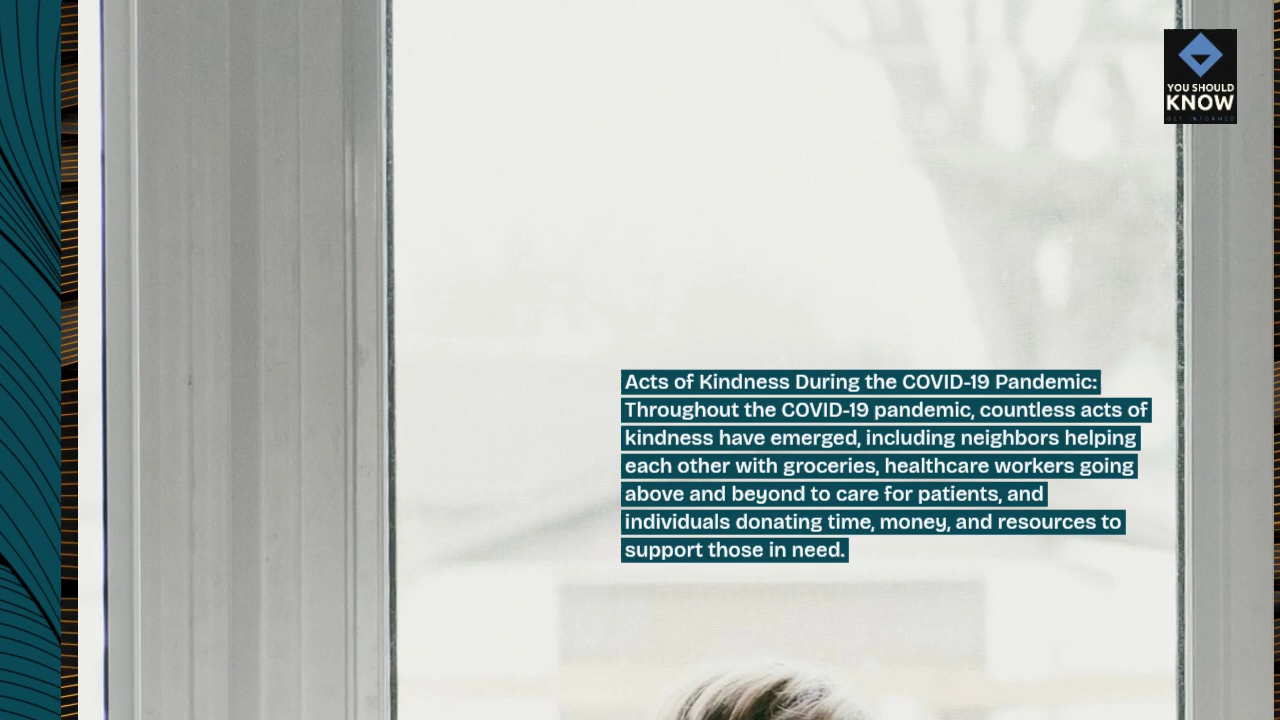 YOU SHOULD
KNOW
GET INFORMED
Acts of Kindness During the COVID-19 Pandemic:
Throughout the COVID-19 pandemic, countless acts of
kindness have emerged, including neighbors helping
each other with groceries, healthcare workers going
above and beyond to care for patients, and
individuals donating time, money, and resources to
support those in need.